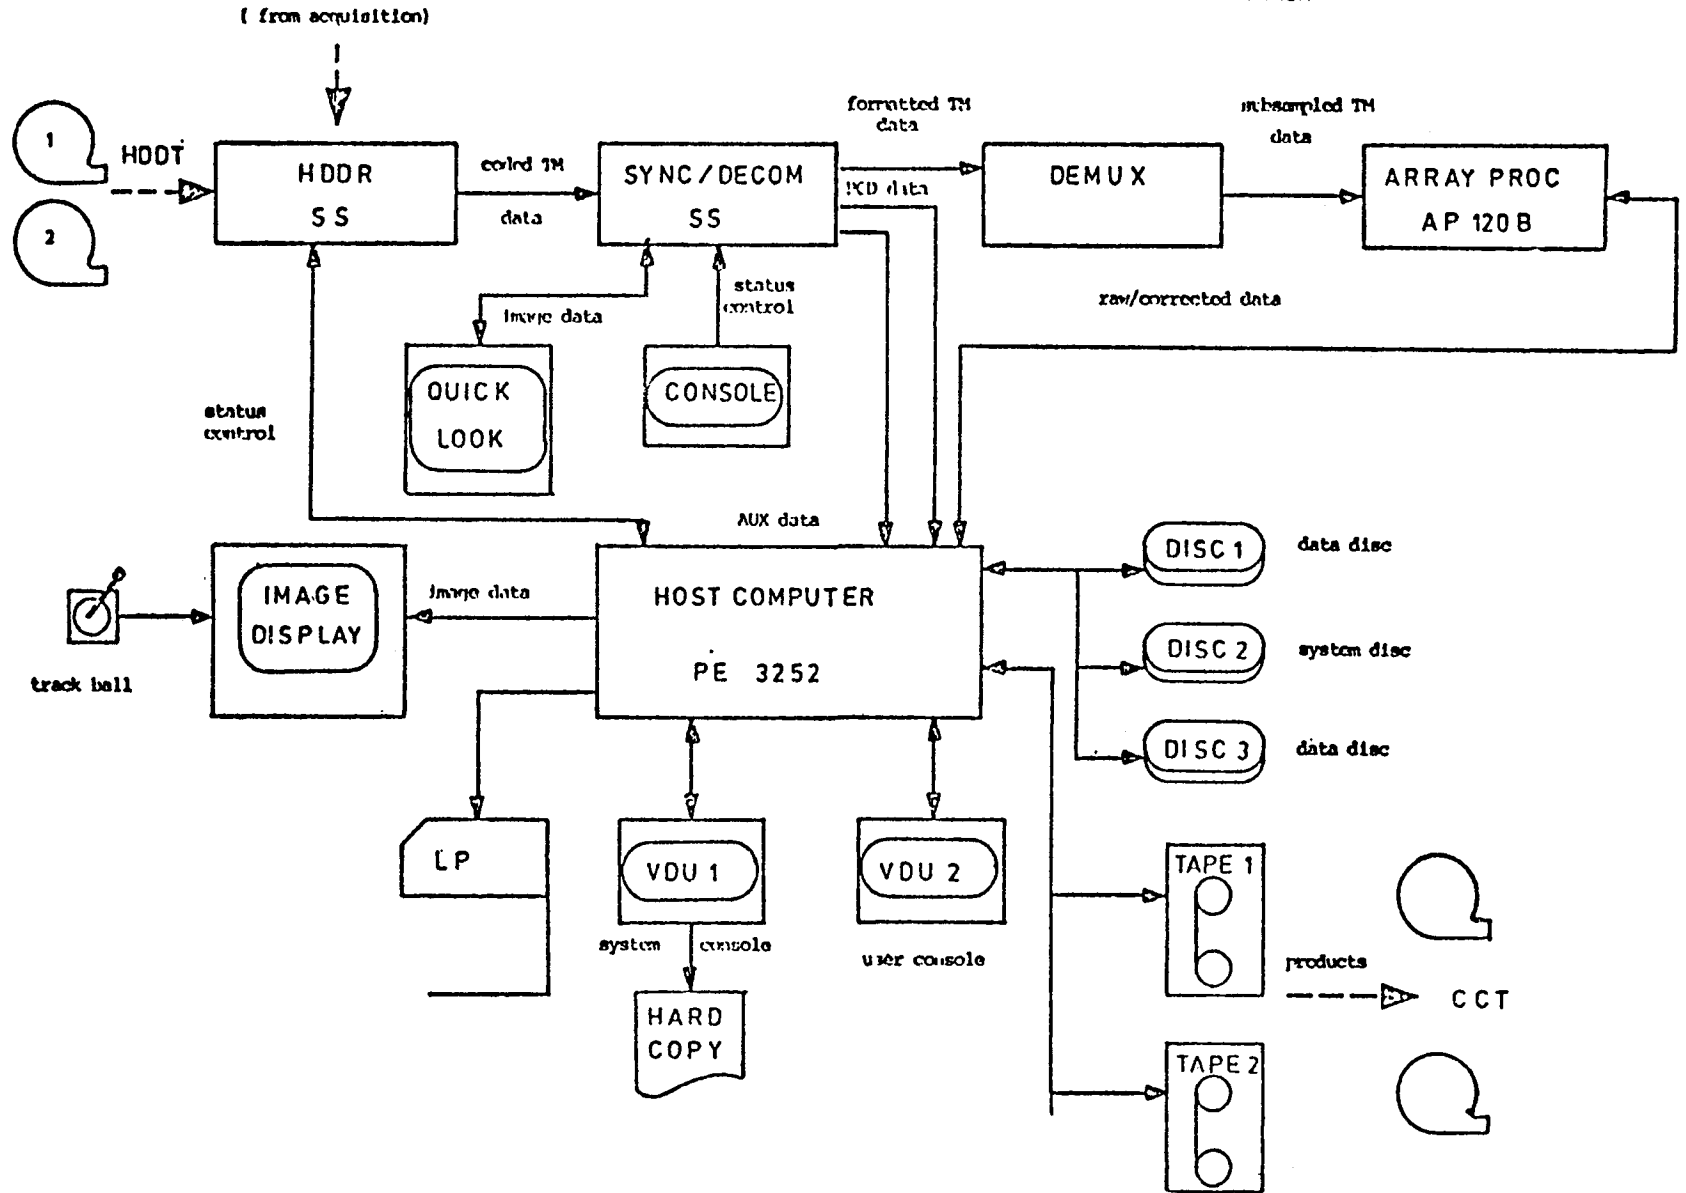 ( from acquisition)
formatted TM
data
subsampled TM
data
1
HDDT
HDDR
SS
coded TM
data
SYNC/DECOM
SS
PCD data
DEMUX
ARRAY PROC
AP 120 B
2
status
control
image data
raw/corrected data
QUICK
LOOK
CONSOLE
status
control
AUX data
IMAGE
DISPLAY
image data
HOST COMPUTER
PE 3252
DISC 1
data disc
DISC 2
system disc
DISC 3
data disc
track ball
LP
VDU 1
VDU 2
system console
user console
HARD
COPY
TAPE 1
products
CCT
TAPE 2